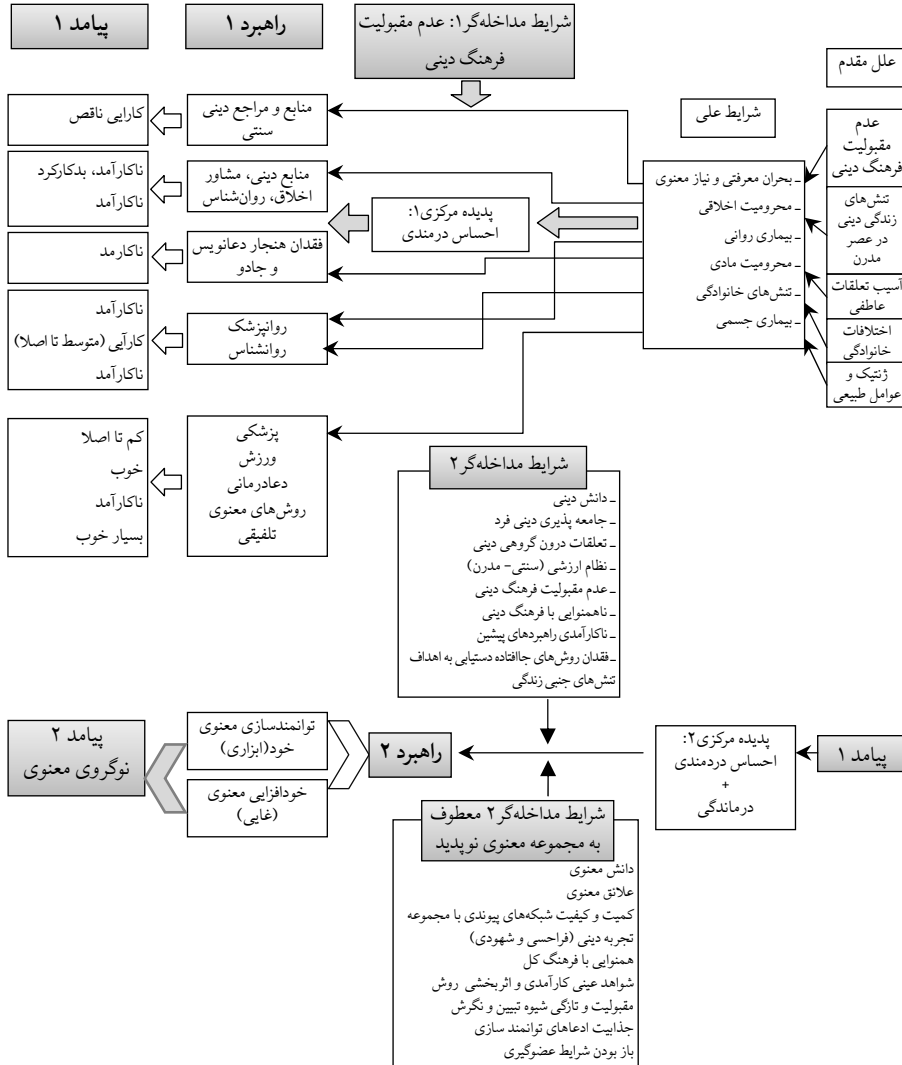 علل مقدم
عدم
مقبولیت
فرهنگ دینی
تنش‌های
زندگی دینی
در عصر
مدرن
آسیب تعلقات
عاطفی
اختلافات
خانوادگی
ژنتیک و
عوامل طبیعی
شرایط علی
ـ بحران معرفتی و نیاز معنوی
ـ محرومیت اخلاقی
ـ بیماری روانی
ـ محرومیت مادی
ـ تنش‌های خانوادگی
ـ بیماری جسمی
شرایط مداخله‌گر۱: عدم مقبولیت
فرهنگ دینی
پدیده مرکزی۱:
احساس درمندی
راهبرد ۱
منابع و مراجع دینی
سنتی
منابع دینی، مشاور
اخلاق، روان‌شناس
فقدان هنجار دعانویس
و جادو
روانپزشک
روانشناس
پزشکی
ورزش
دعادرمانی
روش‌های معنوی
تلفیقی
پیامد ۱
کارایی ناقص
ناکارآمد، بدکارکرد
ناکارآمد
ناکارمد
ناکارآمد
کارآیی (متوسط تا اصلا)
ناکارآمد
کم تا اصلا
خوب
ناکارآمد
بسیار خوب
شرایط مداخله‌گر۲
ـ دانش دینی
ـ جامعه پذیری دینی فرد
ـ تعلقات درون گروهی دینی
ـ نظام ارزشی (سنتی- مدرن)
ـ عدم مقبولیت فرهنگ دینی
ـ ناهمنوایی با فرهنگ دینی
ـ ناکارآمدی راهبردهای پیشین
ـ فقدان روش‌های جاافتاده دستیابی به اهداف
تنش‌های جنبی زندگی
پیامد ۱
پدیده مرکزی۲:
احساس دردمندی
+
درماندگی
راهبرد ۲
توانمندسازی معنوی
خود(ابزاری)
خودافزایی معنوی
(غایی)
پیامد ۲
نوگروی معنوی
شرایط مداخله‌گر۲ معطوف
به مجموعه معنوی نوپدید
دانش معنوی
علائق معنوی
کمیت و کیفیت شبکه‌های پیوندی با مجموعه
تجربه دینی (فراحسی و شهودی)
همنوایی با فرهنگ کل
شواهد عینی کارآمدی و اثربخشی روش
مقبولیت و تازگی شیوه تبیین و نگرش
جذابیت ادعاهای توانمند سازی
باز بودن شرایط عضوگیری